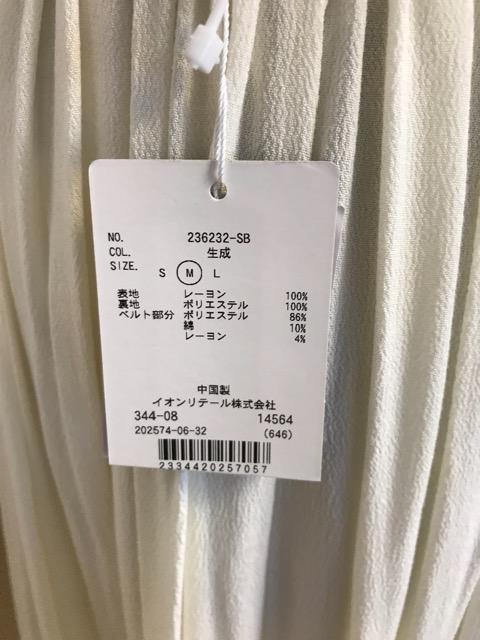 NO. 236232-SB
COL. 生成
SIZE. S M L
表地 レーヨン 100%
裏地 ポリエステル 100%
ベルト部分 ポリエステル 86%
綿 10%
レーヨン 4%
中国製
イオンリテール株式会社
344-08 14564
202574-06-32 (646)
2334420257057